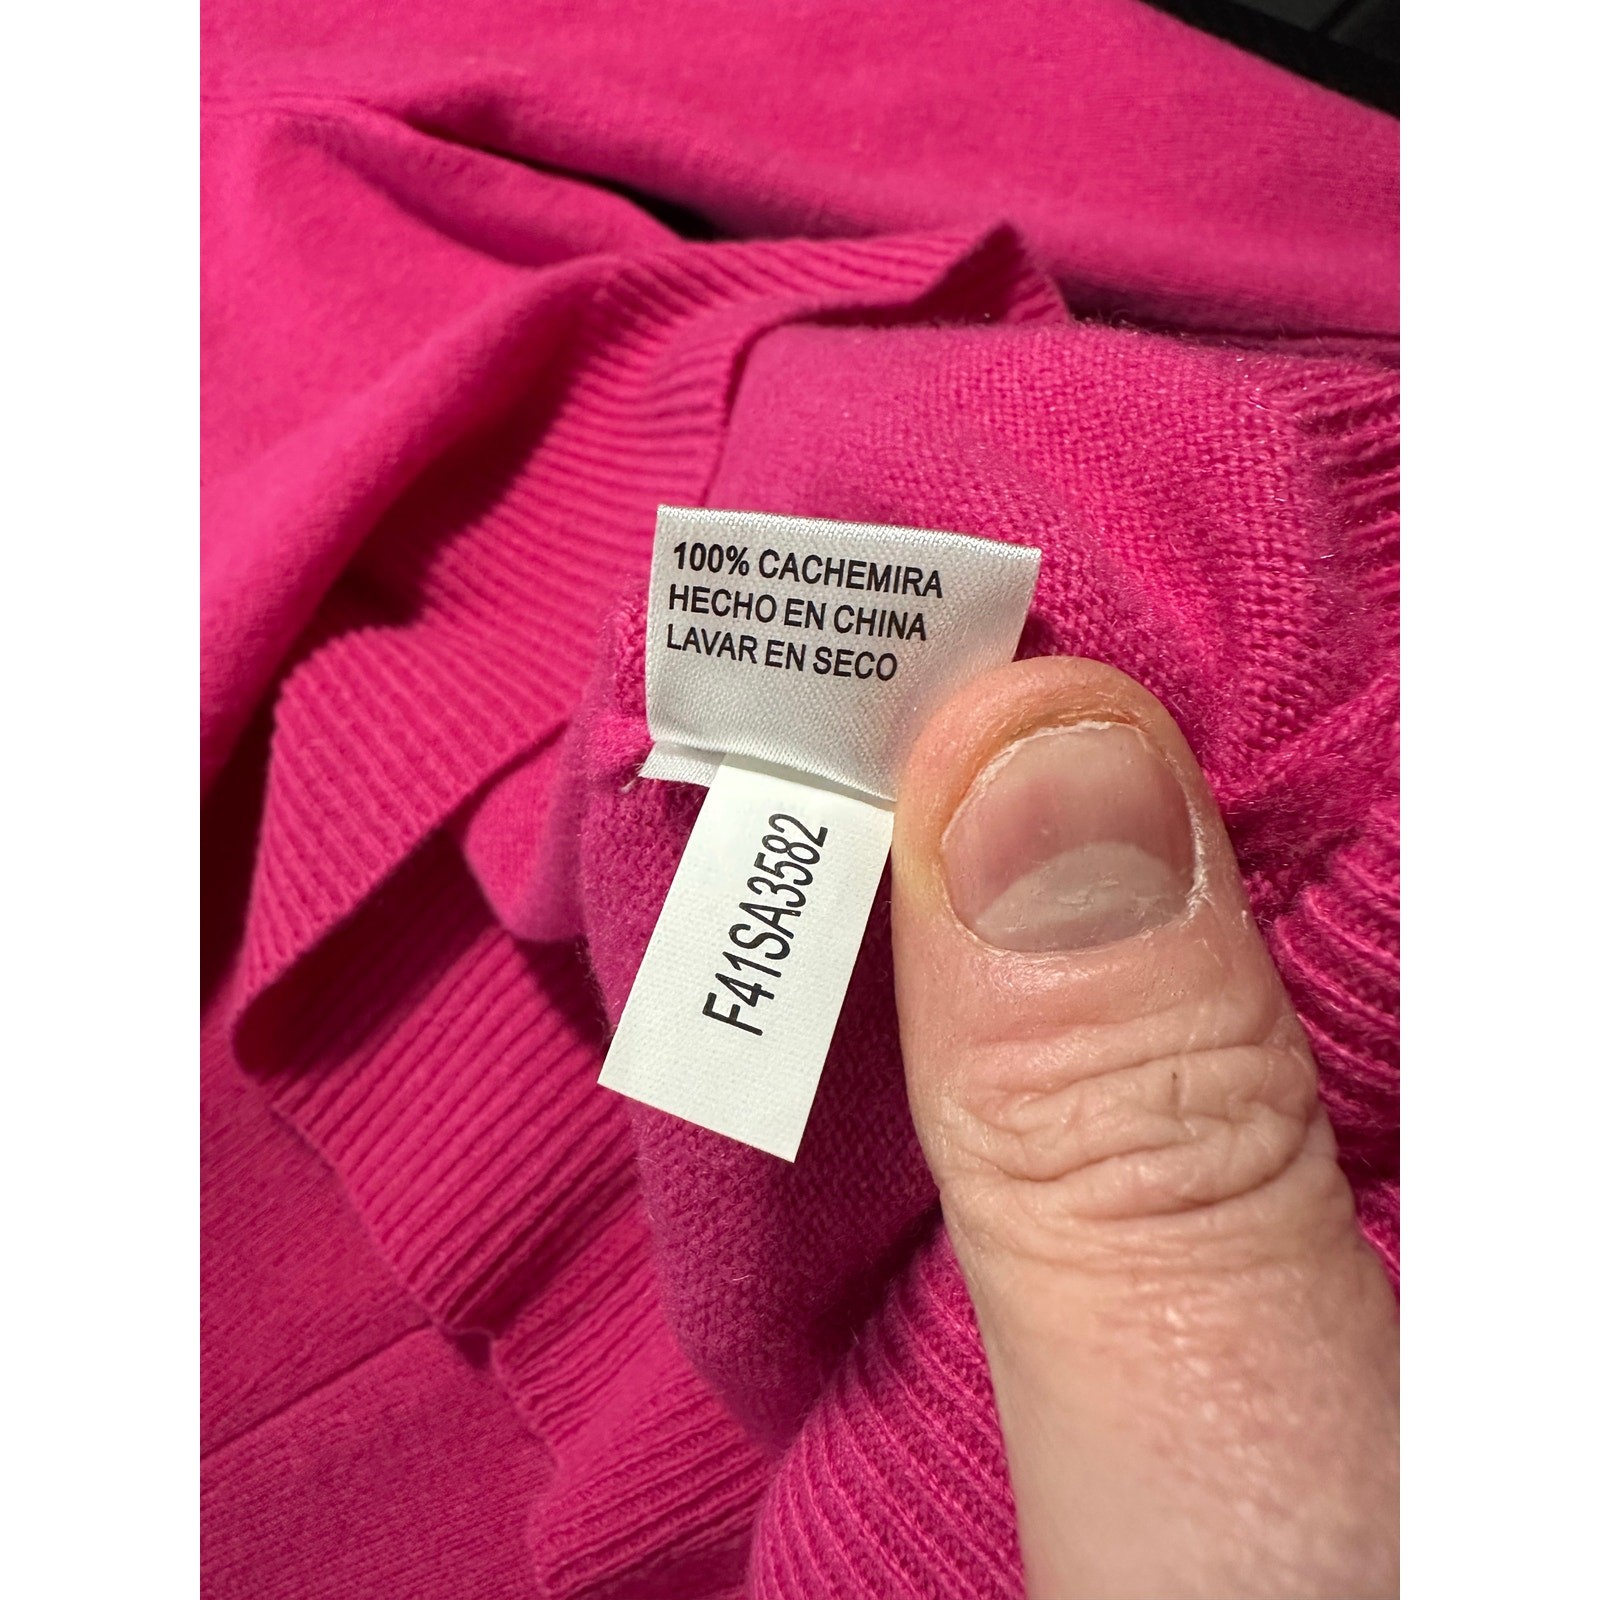 100% CACHEMIRA
HECHO EN CHINA
LAVAR EN SECO
F41SA3582